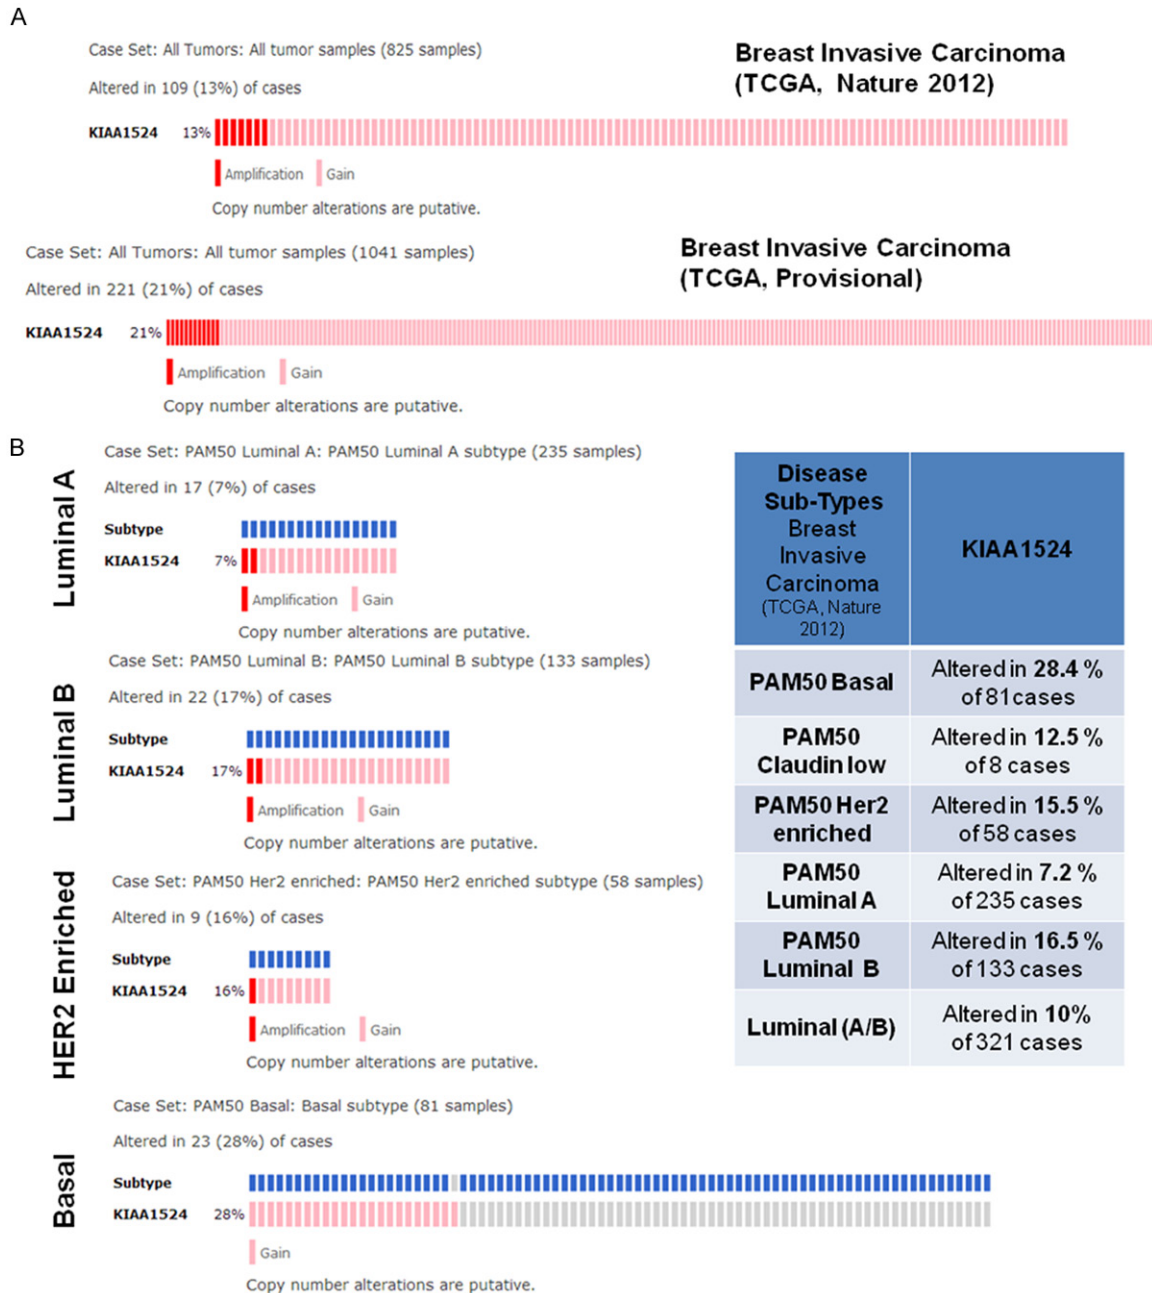 A
Case Set: All Tumors: All tumor samples (825 samples)
Altered in 109 (13%) of cases
Breast Invasive Carcinoma
(TCGA, Nature 2012)
KIAA1524 13%
Amplification Gain
Copy number alterations are putative.
Case Set: All Tumors: All tumor samples (1041 samples)
Altered in 221 (21%) of cases
Breast Invasive Carcinoma
(TCGA, Provisional)
KIAA1524 21%
Amplification Gain
Copy number alterations are putative.
B
Luminal A
Case Set: PAM50 Luminal A: PAM50 Luminal A subtype (235 samples)
Altered in 17 (7%) of cases
Subtype
KIAA1524 7%
Amplification Gain
Copy number alterations are putative.
Luminal B
Case Set: PAM50 Luminal B: PAM50 Luminal B subtype (133 samples)
Altered in 22 (17%) of cases
Subtype
KIAA1524 17%
Amplification Gain
Copy number alterations are putative.
HER2 Enriched
Case Set: PAM50 Her2 enriched: PAM50 Her2 enriched subtype (58 samples)
Altered in 9 (16%) of cases
Subtype
KIAA1524 16%
Amplification Gain
Copy number alterations are putative.
Basal
Case Set: PAM50 Basal: Basal subtype (81 samples)
Altered in 23 (28%) of cases
Subtype
KIAA1524 28%
Gain
Copy number alterations are putative.
Disease
Sub-Types
Breast
Invasive
Carcinoma
(TCGA, Nature
2012)
KIAA1524
PAM50 Basal
Altered in 28.4 %
of 81cases
PAM50
Claudin low
Altered in 12.5 %
of 8 cases
PAM50 Her2
enriched
Altered in 15.5 %
of 58 cases
PAM50
Luminal A
Altered in 7.2 %
of 235 cases
PAM50
Luminal B
Altered in 16.5 %
of 133 cases
Luminal (A/B)
Altered in 10%
of 321 cases